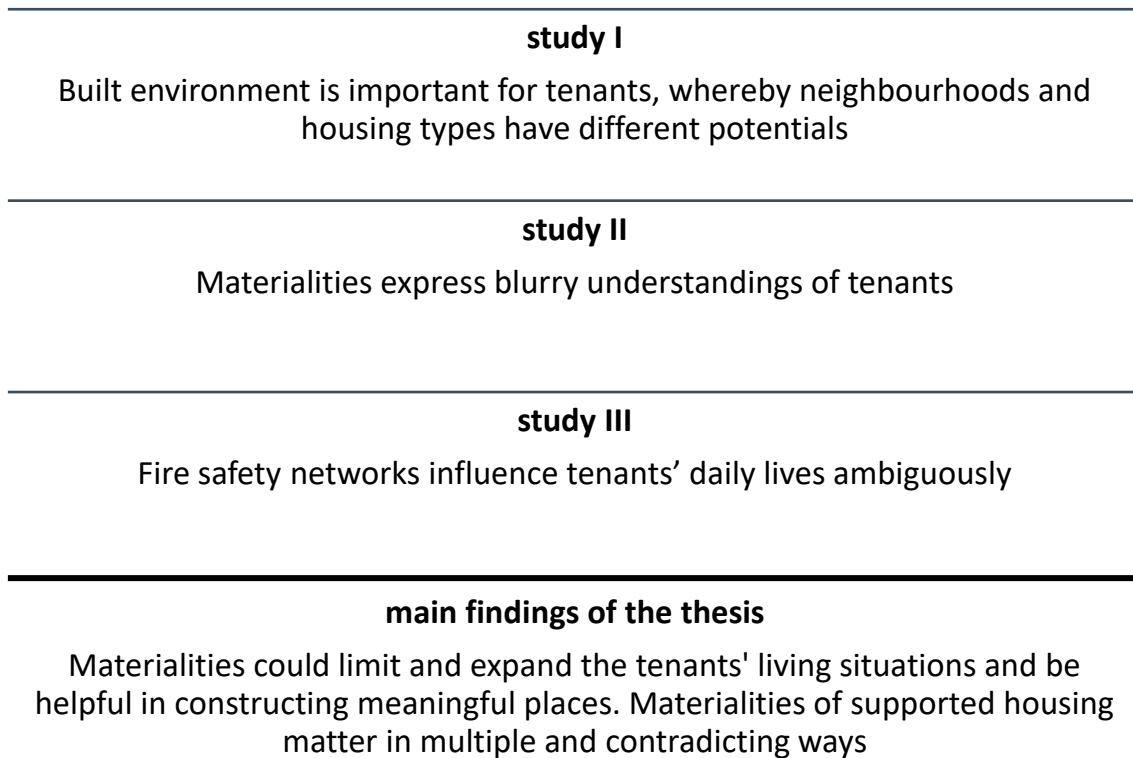 study I
Built environment is important for tenants, whereby neighbourhoods and
housing types have different potentials
study II
Materialities express blurry understandings of tenants
study III
Fire safety networks influence tenants’ daily lives ambiguously
main findings of the thesis
Materialities could limit and expand the tenants' living situations and be
helpful in constructing meaningful places. Materialities of supported housing
matter in multiple and contradicting ways